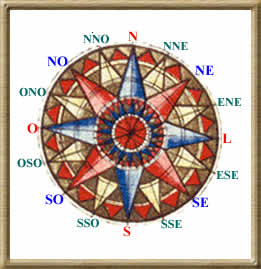 N
NNO NNE
NO NE
ONO ENE
O L
OSO ESE
SO SE
SSO SSE
S